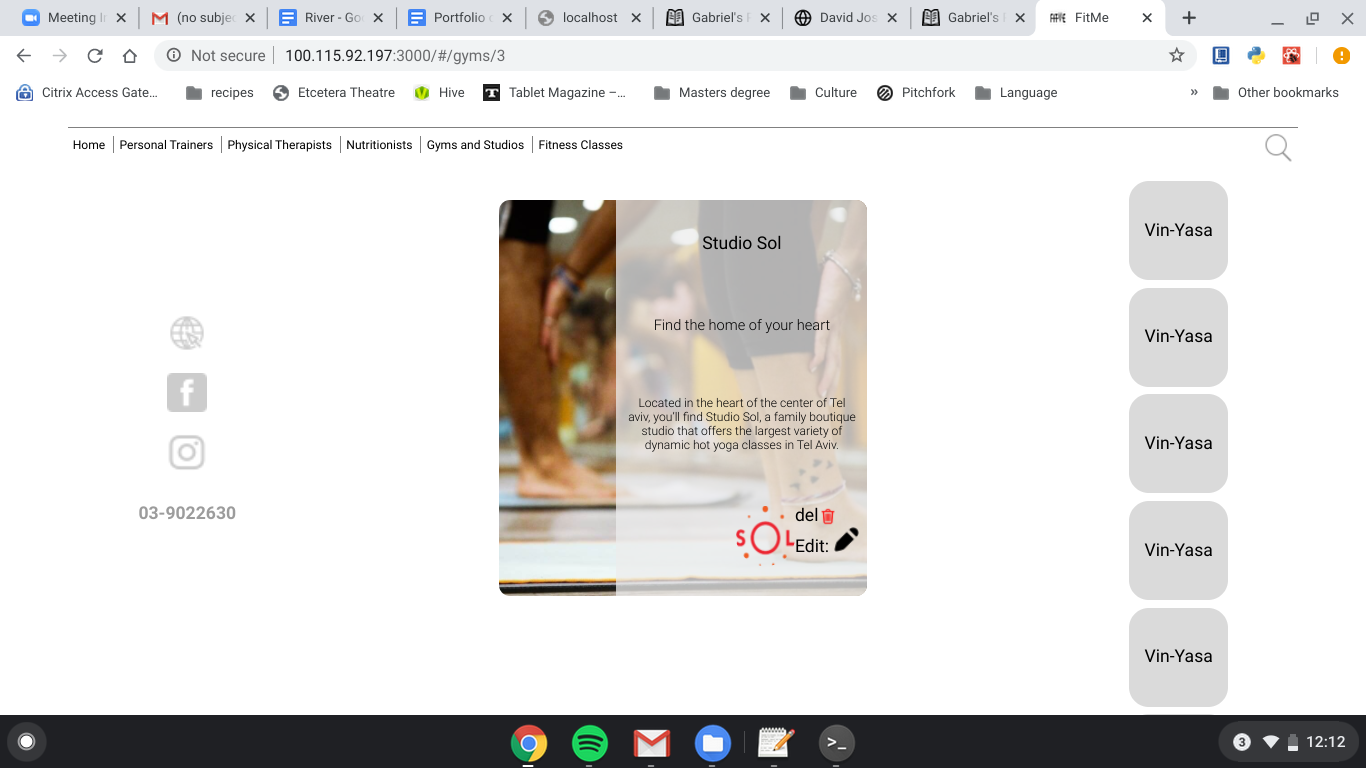 Meeting I
(no subje
River - Go
Portfolio
localhost
Gabriel's
David Jos
Gabriel's
FitMe
Not secure
100.115.92.197:3000/#/gyms/3
Citrix Access Gate...
recipes
Etcetera Theatre
Hive
Tablet Magazine –...
Masters degree
Culture
Pitchfork
Language
»
Other bookmarks
Home
Personal Trainers
Physical Therapists
Nutritionists
Gyms and Studios
Fitness Classes
Studio Sol
Find the home of your heart
Located in the heart of the center of Tel
aviv, you'll find Studio Sol, a family boutique
studio that offers the largest variety of
dynamic hot yoga classes in Tel Aviv.
SOL
del
Edit:
03-9022630
Vin-Yasa
Vin-Yasa
Vin-Yasa
Vin-Yasa
Vin-Yasa
3
12:12